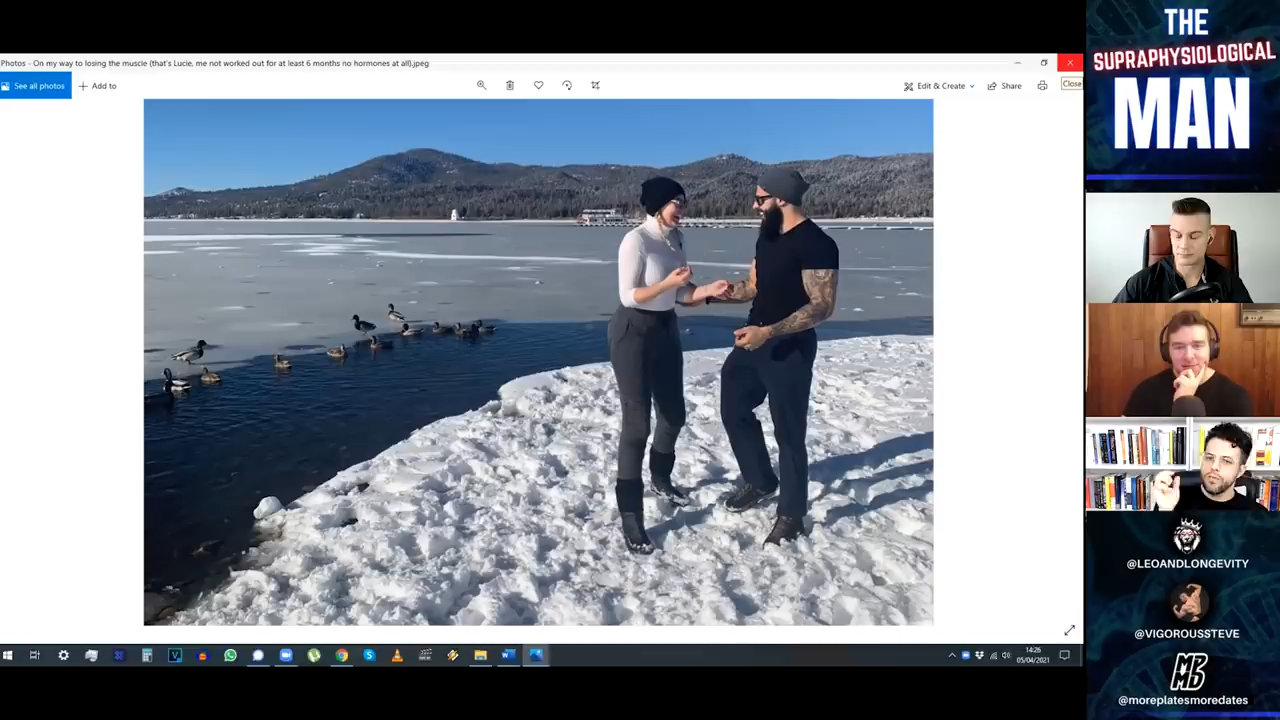 Photos - On my way to losing the muscle (that's Lucie, me not worked out for at least 6 months no hormones at all).jpeg
See all photos
Add to
Edit & Create
Share
Close
14:26
05/04/2021
THE
SUPRAPHYSIOLOGICAL
MAN
@LEOANDLONGEVITY
@VIGOROUSSTEVE
MP
MD
@moreplatesmoredates